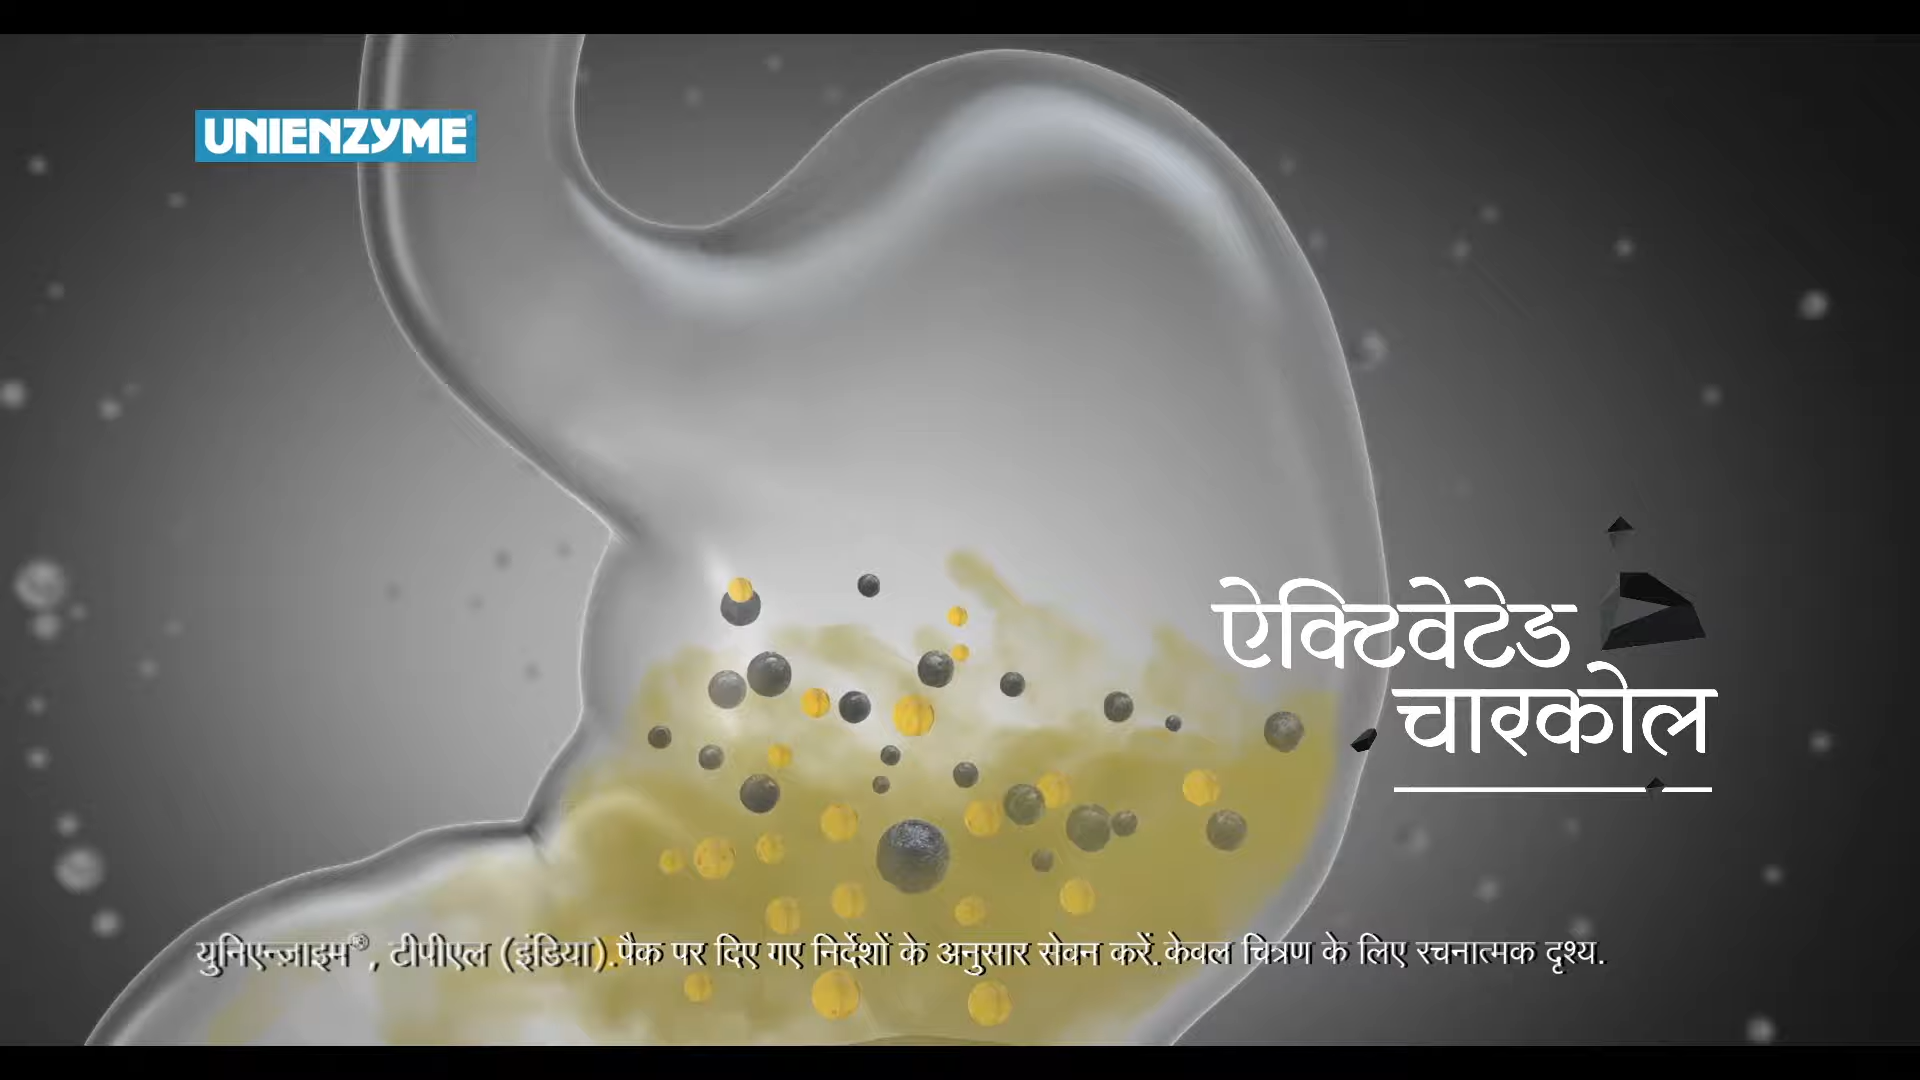 UNIENZYME®
ऐक्टिवेटेड
चारकोल
युनिएन्ज़ाइम®, टीपीएल (इंडिया).पैक पर दिए गए निर्देशों के अनुसार सेवन करें.केवल चित्रण के लिए रचनात्मक दृश्य.